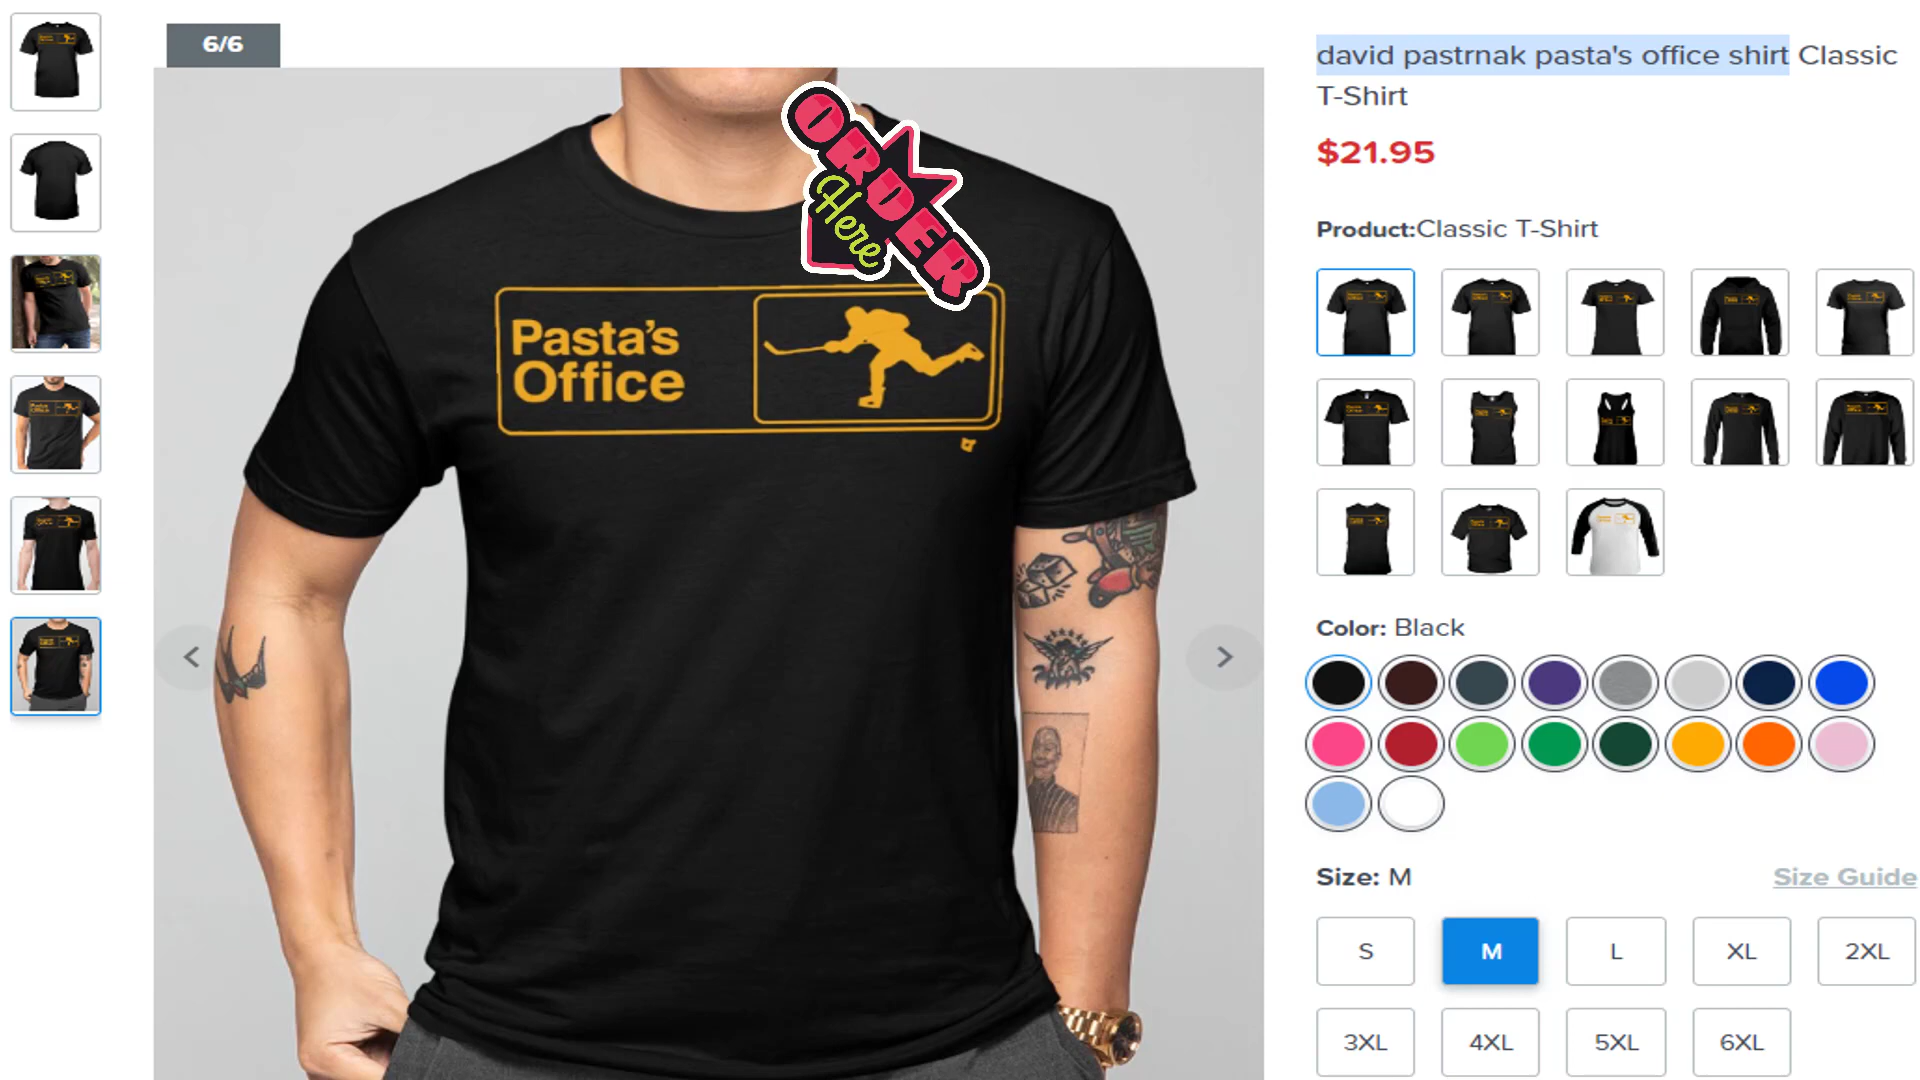 6/6
ORDER
Here
Pasta's
Office
david pastrnak pasta's office shirt Classic
T-Shirt
$21.95
Product:Classic T-Shirt
Color: Black
Size: M
Size Guide
S
M
L
XL
2XL
3XL
4XL
5XL
6XL